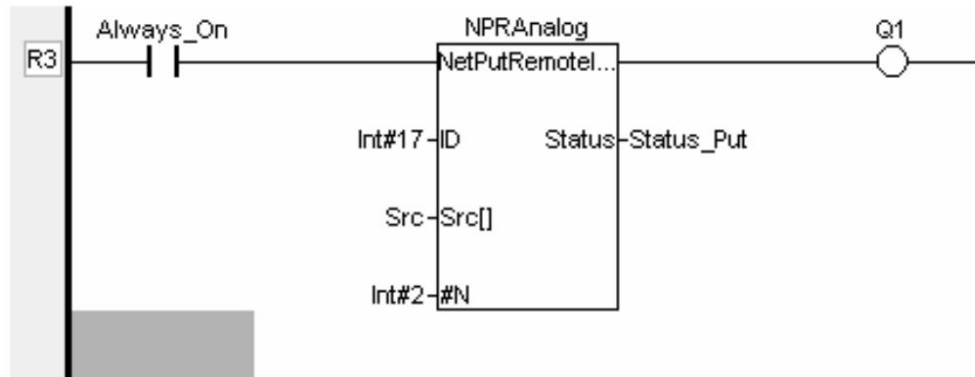 Always_On
NPRAnalog
Q1
R3
NetPutRemoteI...
Int#17
ID
Status
Status_Put
Src
Src[]
Int#2
#N